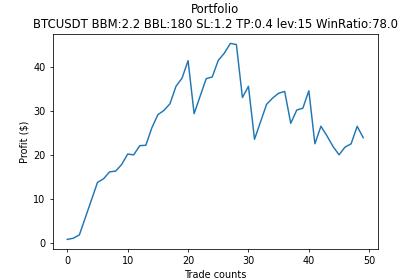 Portfolio
BTCUSDT BBM:2.2 BBL:180 SL:1.2 TP:0.4 lev:15 WinRatio:78.0
Profit ($)
40
30
20
10
0
0 10 20 30 40 50
Trade counts